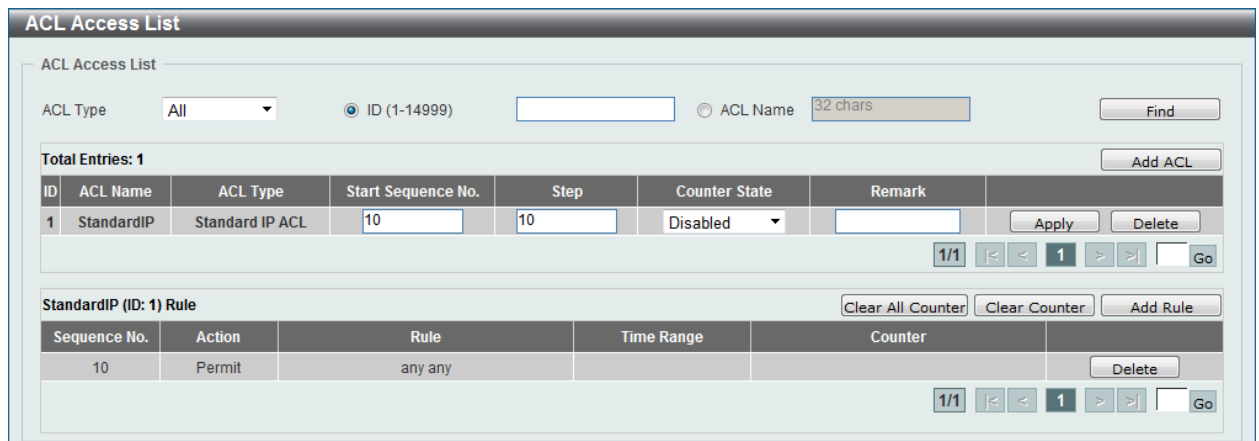 ACL Access List
ACL Access List
ACL Type All ID (1-14999) ACL Name 32 chars Find
Total Entries: 1 Add ACL
ID ACL Name ACL Type Start Sequence No. Step Counter State Remark
1 StandardIP Standard IP ACL 10 10 Disabled Apply Delete
1/1 |< < 1 > >| Go
StandardIP (ID: 1) Rule Clear All Counter Clear Counter Add Rule
Sequence No. Action Rule Time Range Counter
10 Permit any any Delete
1/1 |< < 1 > >| Go